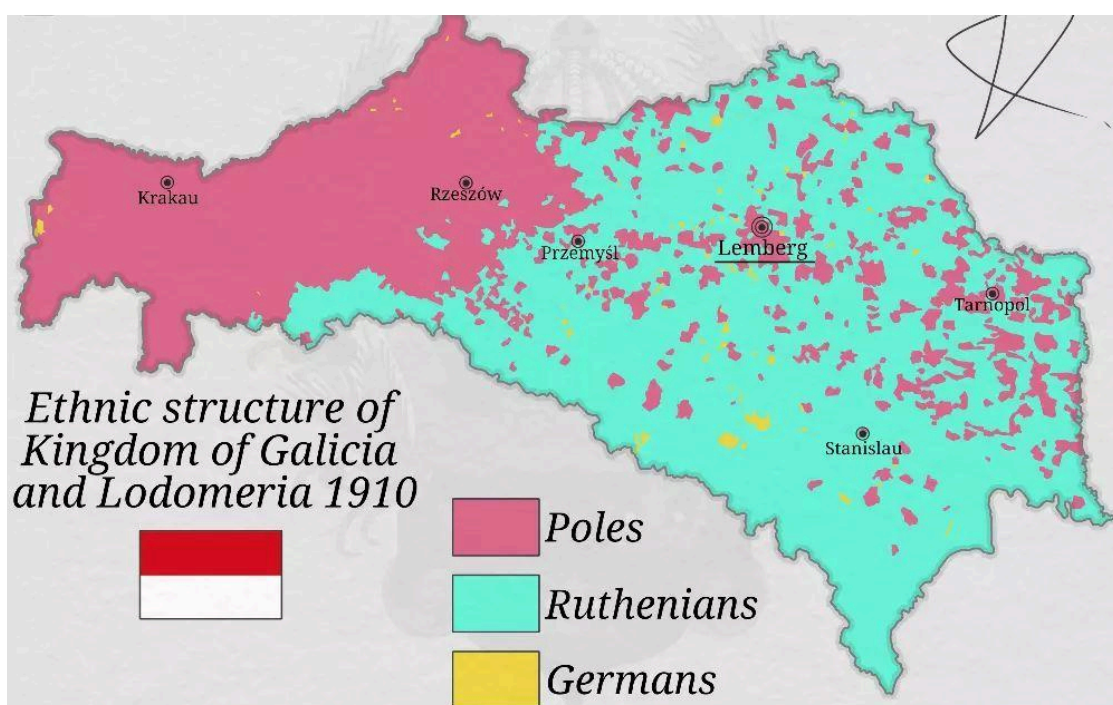 Krakau
Rzeszów
Przemyśl
Lemberg
Tarnopol
Stanislau
Ethnic structure of
Kingdom of Galicia
and Lodomeria 1910
Poles
Ruthenians
Germans